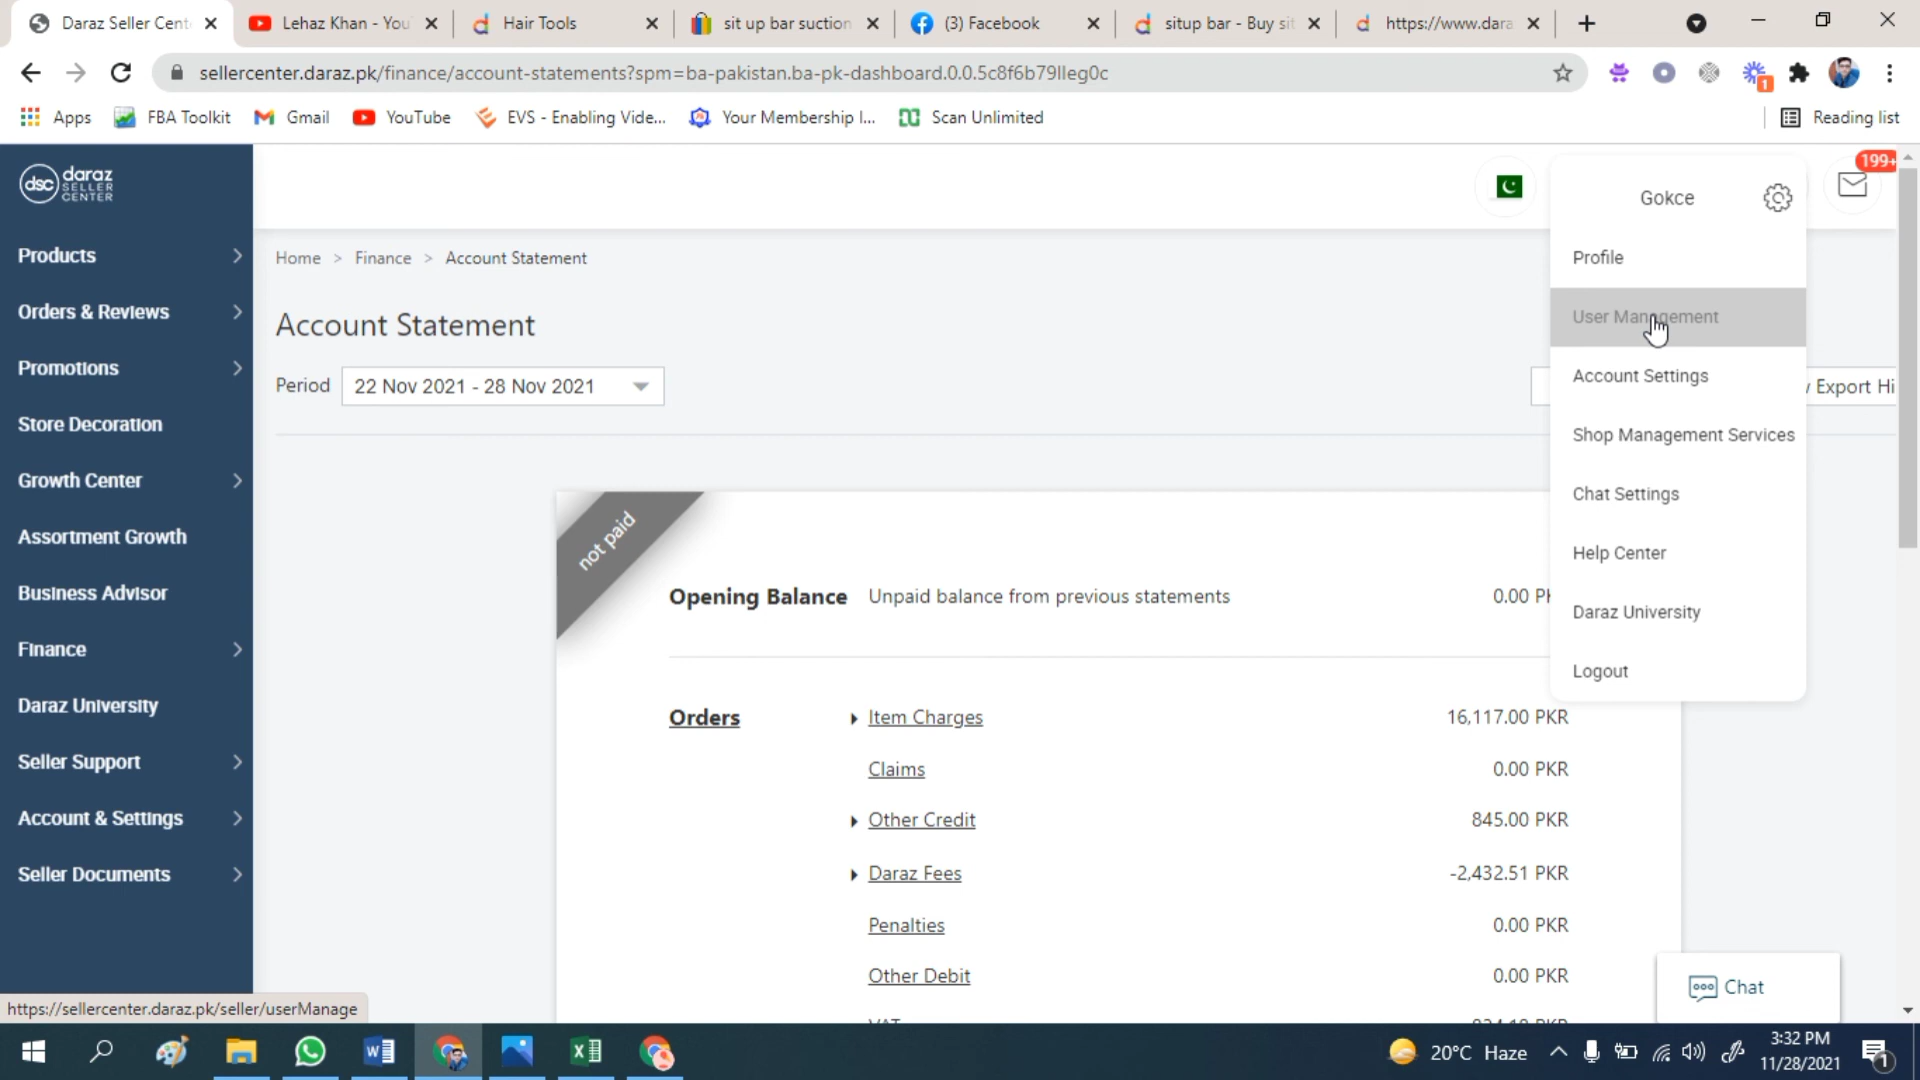 Daraz Seller Cent
Lehaz Khan - You
Hair Tools
sit up bar suction
(3) Facebook
situp bar - Buy sit
https://www.dara
sellercenter.daraz.pk/finance/account-statements?spm=ba-pakistan.ba-pk-dashboard.0.0.5c8f6b79lleg0c
1
Apps
FBA Toolkit
Gmail
YouTube
EVS - Enabling Vide...
Your Membership I...
Scan Unlimited
Reading list
dsc daraz
SELLER
CENTER
199+
Gokce
Products
Orders & Reviews
Promotions
Store Decoration
Growth Center
Assortment Growth
Business Advisor
Finance
Daraz University
Seller Support
Account & Settings
Seller Documents
Home > Finance > Account Statement
Account Statement
Period 22 Nov 2021 - 28 Nov 2021
Export Hi
Profile
User Management
Account Settings
Shop Management Services
Chat Settings
Help Center
Daraz University
Logout
not paid
Opening Balance Unpaid balance from previous statements 0.00
Orders Item Charges 16,117.00 PKR
Claims 0.00 PKR
Other Credit 845.00 PKR
Daraz Fees -2,432.51 PKR
Penalties 0.00 PKR
Other Debit 0.00 PKR
Chat
https://sellercenter.daraz.pk/seller/userManage
20°C Haze
3:32 PM
11/28/2021
1